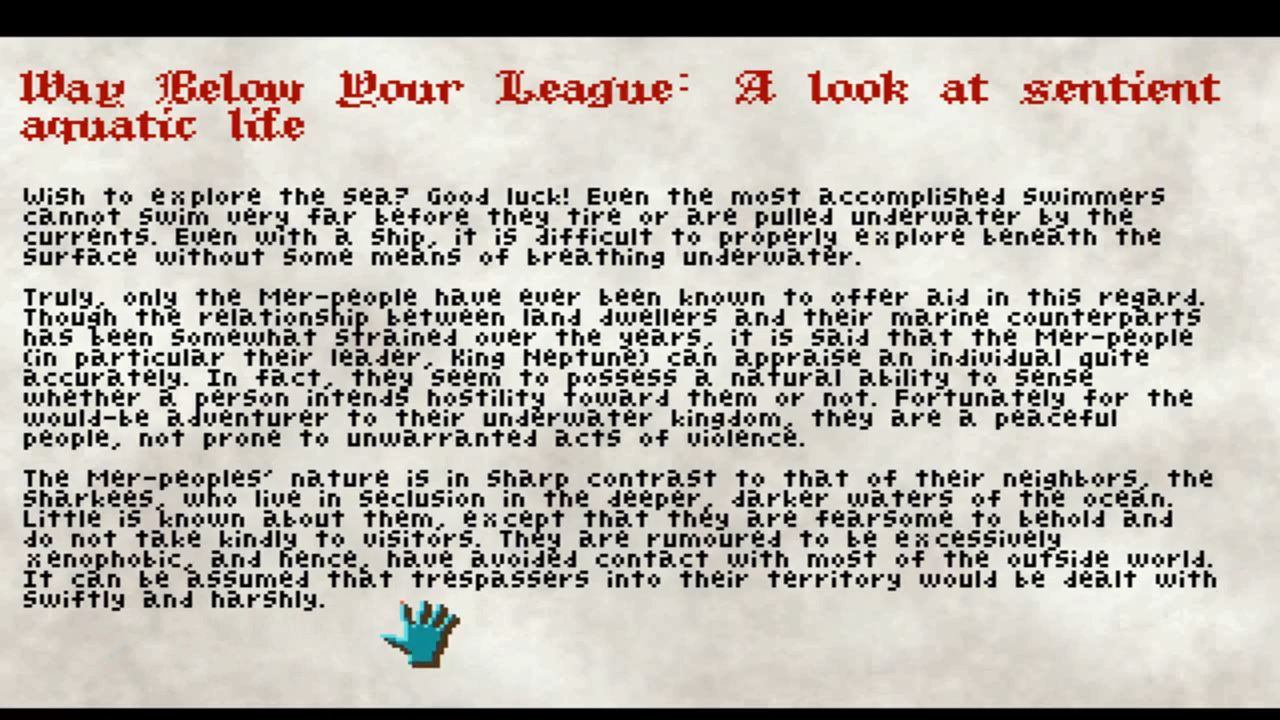 Way Below Your League: A look at sentient
aquatic life
Wish to explore the sea? Good luck! Even the most accomplished swimmers
cannot swim very far before they tire or are pulled underwater by the
currents. Even with a ship, it is difficult to properly explore beneath the
surface without some means of breathing underwater.
Truly, only the Mer-people have ever been known to offer aid in this regard.
Though the relationship between land dwellers and their marine counterparts
has been somewhat strained over the years, it is said that the Mer-people
(in particular their leader, King Neptune) can appraise an individual quite
accurately. In fact, they seem to possess a natural ability to sense
whether a person intends hostility toward them or not. Fortunately for the
would-be adventurer to their underwater kingdom, they are a peaceful
people, not prone to unwarranted acts of violence.
The Mer-peoples' nature is in sharp contrast to that of their neighbors, the
Sharkees, who live in seclusion in the deeper, darker waters of the ocean.
Little is known about them, except that they are fearsome to behold and
do not take kindly to visitors. They are rumoured to be excessively
xenophobic, and hence, have avoided contact with most of the outside world.
It can be assumed that trespassers into their territory would be dealt with
swiftly and harshly.